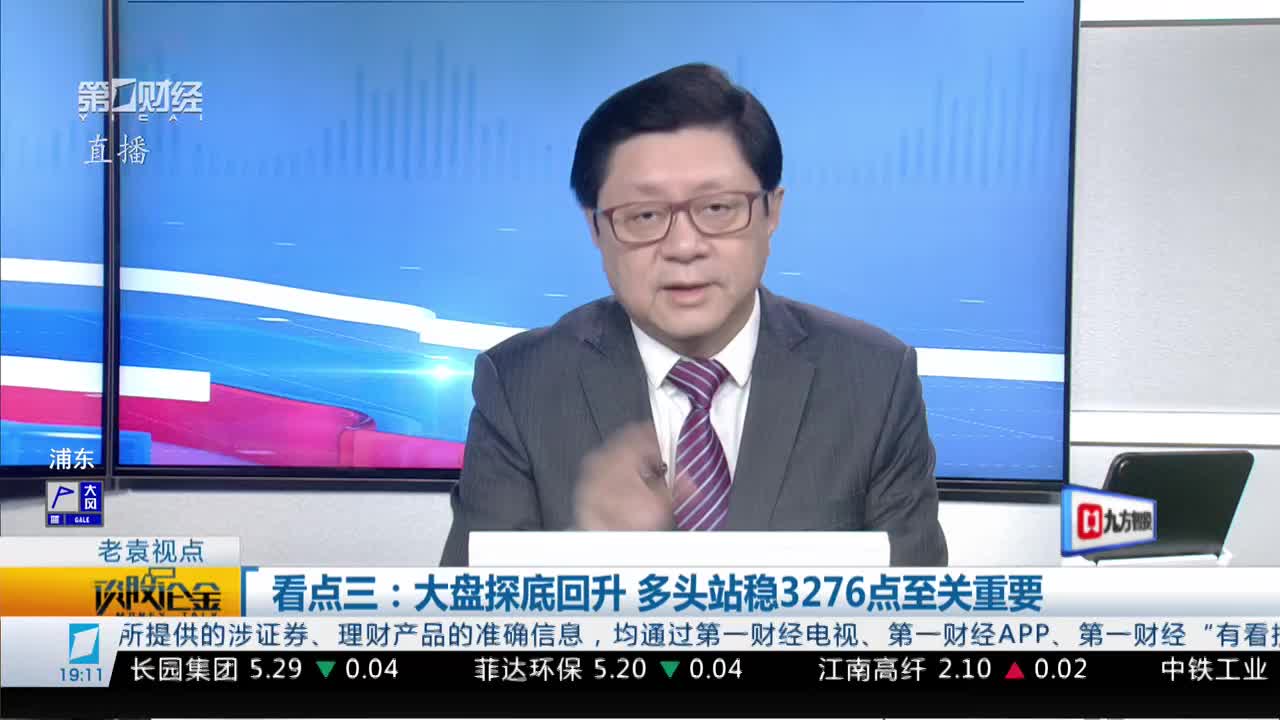 第一财经
YICAI
直播
浦东
大风
GALE
九方智投
老袁视点
谈股论金
MONEY TALK
看点三：大盘探底回升 多头站稳3276点至关重要
所提供的涉证券、理财产品的准确信息，均通过第一财经电视、第一财经APP、第一财经“有看投
19:11 长园集团 5.29 ▼ 0.04 菲达环保 5.20 ▼ 0.04 江南高纤 2.10 ▲ 0.02 中铁工业